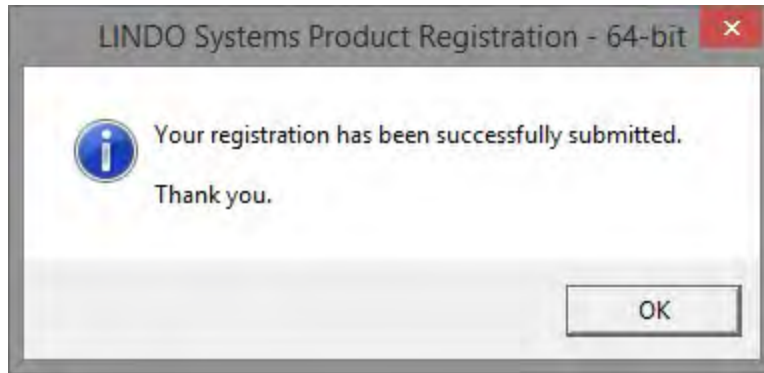 LINDO Systems Product Registration - 64-bit
Your registration has been successfully submitted.
Thank you.
OK